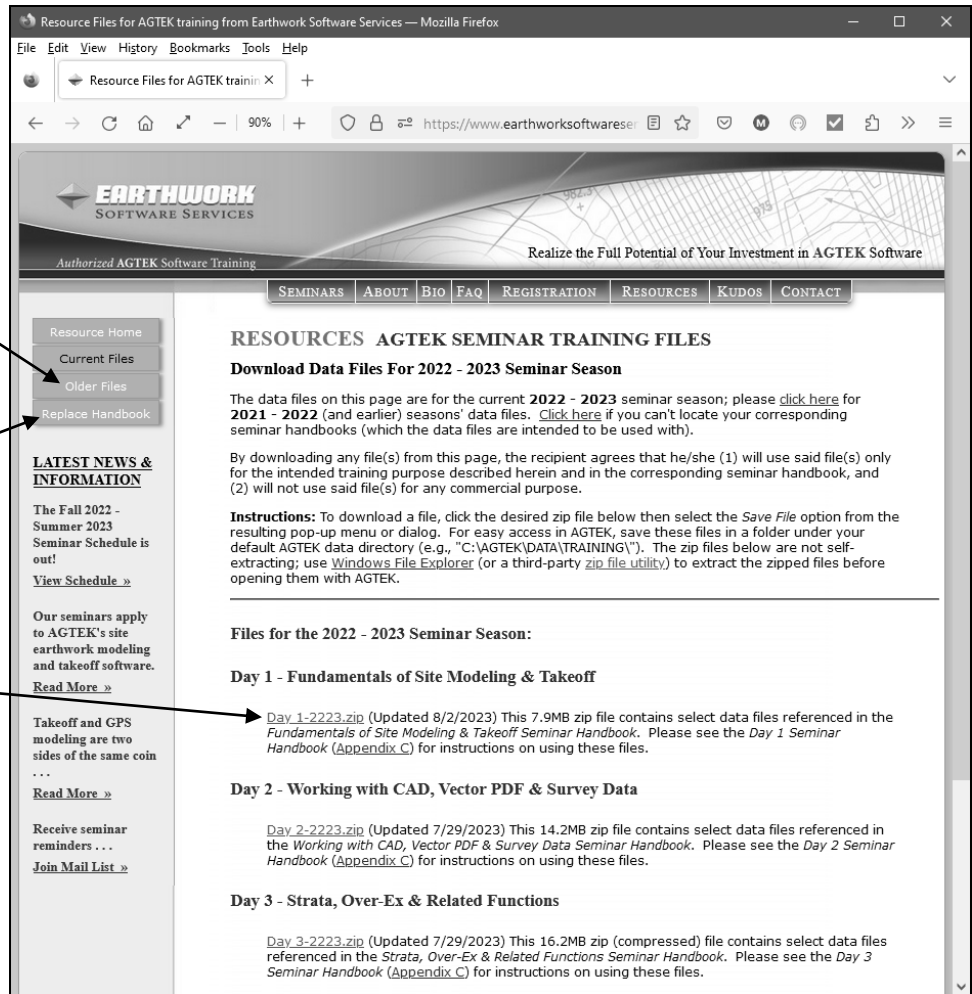 Resource Files for AGTEK training from Earthwork Software Services — Mozilla Firefox
File Edit View History Bookmarks Tools Help
Resource Files for AGTEK trainin
90%
https://www.earthworksoftwareser
982.3
975
EARTHWORK
SOFTWARE SERVICES
Realize the Full Potential of Your Investment in AGTEK Software
Authorized AGTEK Software Training
SEMINARS ABOUT BIO FAQ REGISTRATION RESOURCES KUDOS CONTACT
Resource Home
Current Files
Older Files
Replace Handbook
LATEST NEWS &
INFORMATION
The Fall 2022 -
Summer 2023
Seminar Schedule is
out!
View Schedule »
Our seminars apply
to AGTEK's site
earthwork modeling
and takeoff software.
Read More »
Takeoff and GPS
modeling are two
sides of the same coin
. . .
Read More »
Receive seminar
reminders . . .
Join Mail List »
RESOURCES AGTEK SEMINAR TRAINING FILES
Download Data Files For 2022 - 2023 Seminar Season
The data files on this page are for the current 2022 - 2023 seminar season; please click here for
2021 - 2022 (and earlier) seasons' data files. Click here if you can't locate your corresponding
seminar handbooks (which the data files are intended to be used with).
By downloading any file(s) from this page, the recipient agrees that he/she (1) will use said file(s) only
for the intended training purpose described herein and in the corresponding seminar handbook, and
(2) will not use said file(s) for any commercial purpose.
Instructions: To download a file, click the desired zip file below then select the Save File option from the
resulting pop-up menu or dialog. For easy access in AGTEK, save these files in a folder under your
default AGTEK data directory (e.g., "C:\AGTEK\DATA\TRAINING\"). The zip files below are not self-
extracting; use Windows File Explorer (or a third-party zip file utility) to extract the zipped files before
opening them with AGTEK.
Files for the 2022 - 2023 Seminar Season:
Day 1 - Fundamentals of Site Modeling & Takeoff
Day 1-2223.zip (Updated 8/2/2023) This 7.9MB zip file contains select data files referenced in the
Fundamentals of Site Modeling & Takeoff Seminar Handbook. Please see the Day 1 Seminar
Handbook (Appendix C) for instructions on using these files.
Day 2 - Working with CAD, Vector PDF & Survey Data
Day 2-2223.zip (Updated 7/29/2023) This 14.2MB zip file contains select data files referenced in
the Working with CAD, Vector PDF & Survey Data Seminar Handbook. Please see the Day 2 Seminar
Handbook (Appendix C) for instructions on using these files.
Day 3 - Strata, Over-Ex & Related Functions
Day 3-2223.zip (Updated 7/29/2023) This 16.2MB zip (compressed) file contains select data files
referenced in the Strata, Over-Ex & Related Functions Seminar Handbook. Please see the Day 3
Seminar Handbook (Appendix C) for instructions on using these files.